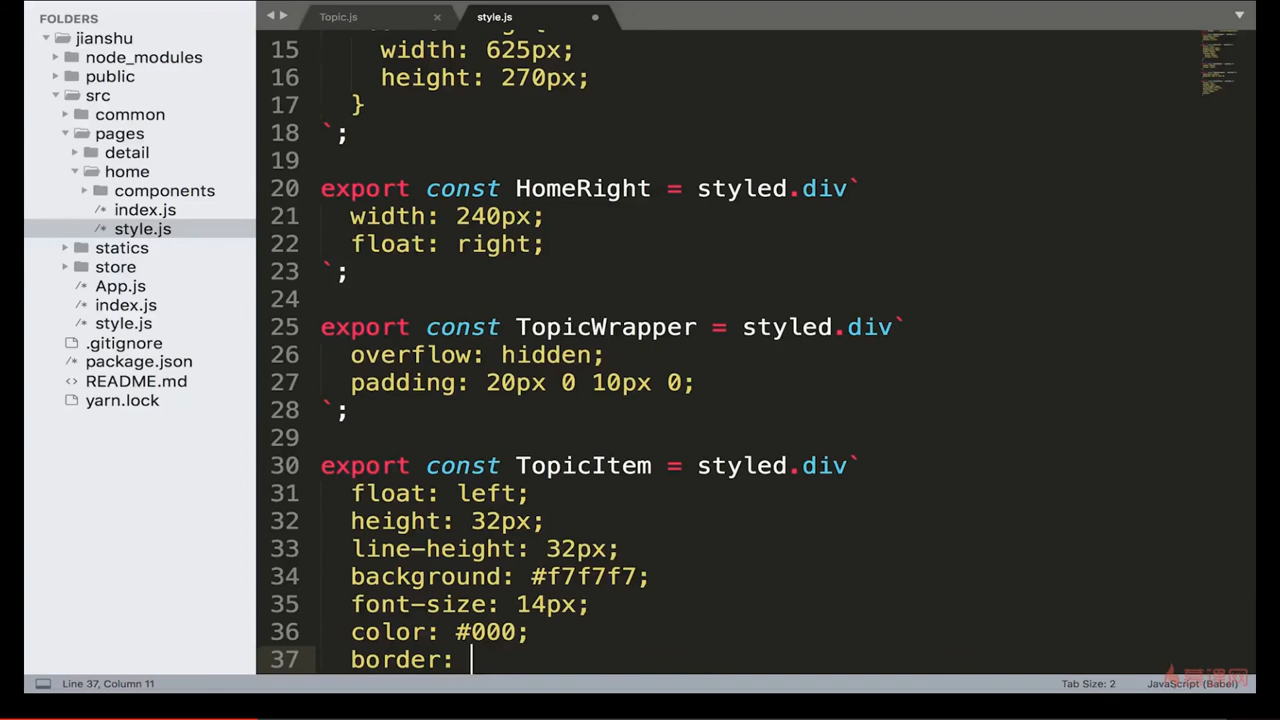 FOLDERS
jianshu
node_modules
public
src
common
pages
detail
home
components
/* index.js
/* style.js
statics
store
/* App.js
/* index.js
/* style.js
.gitignore
/* package.json
<> README.md
yarn.lock
Topic.js ×
style.js
15 width: 625px;
16 height: 270px;
17 }
18 `;
19
20 export const HomeRight = styled.div`
21 width: 240px;
22 float: right;
23 `;
24
25 export const TopicWrapper = styled.div`
26 overflow: hidden;
27 padding: 20px 0 10px 0;
28 `;
29
30 export const TopicItem = styled.div`
31 float: left;
32 height: 32px;
33 line-height: 32px;
34 background: #f7f7f7;
35 font-size: 14px;
36 color: #000;
37 border:
Line 37, Column 11
Tab Size: 2
JavaScript (Babel)
慕课网